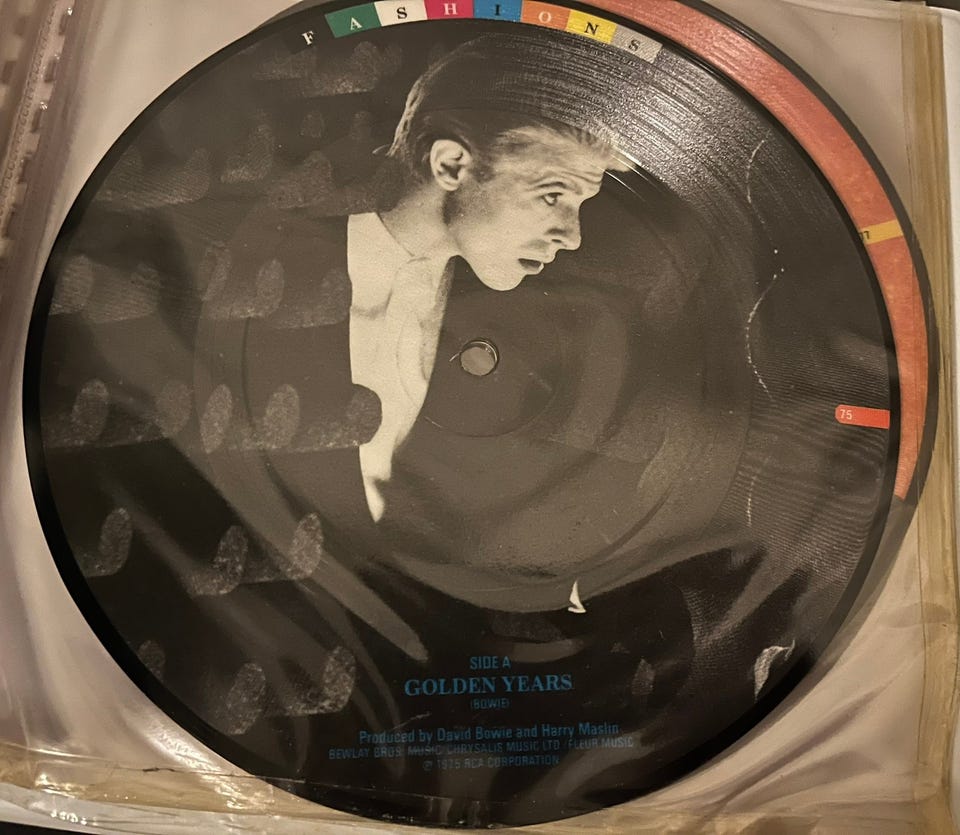 FASHIONS
75
SIDE A
GOLDEN YEARS
(BOWIE)
Produced by David Bowie and Harry Maslin
BEWLAY BROS. MUSIC/CHRYSALIS MUSIC LTD./FLEUR MUSIC
℗ 1975 RCA CORPORATION